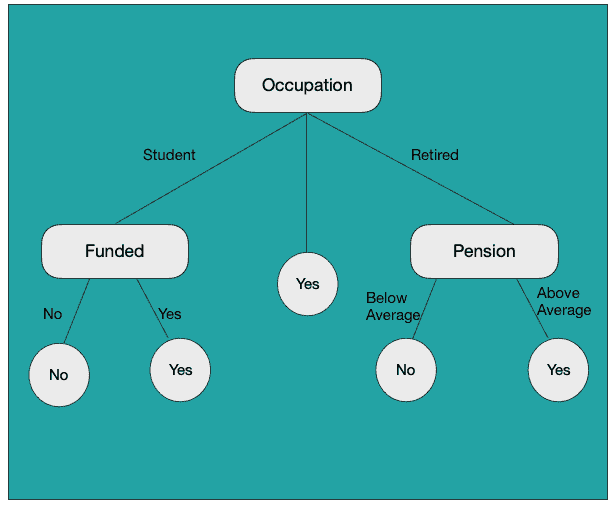 Occupation
Student
Retired
Funded
Pension
Yes
No
Yes
Below
Average
Above
Average
No
Yes
No
Yes